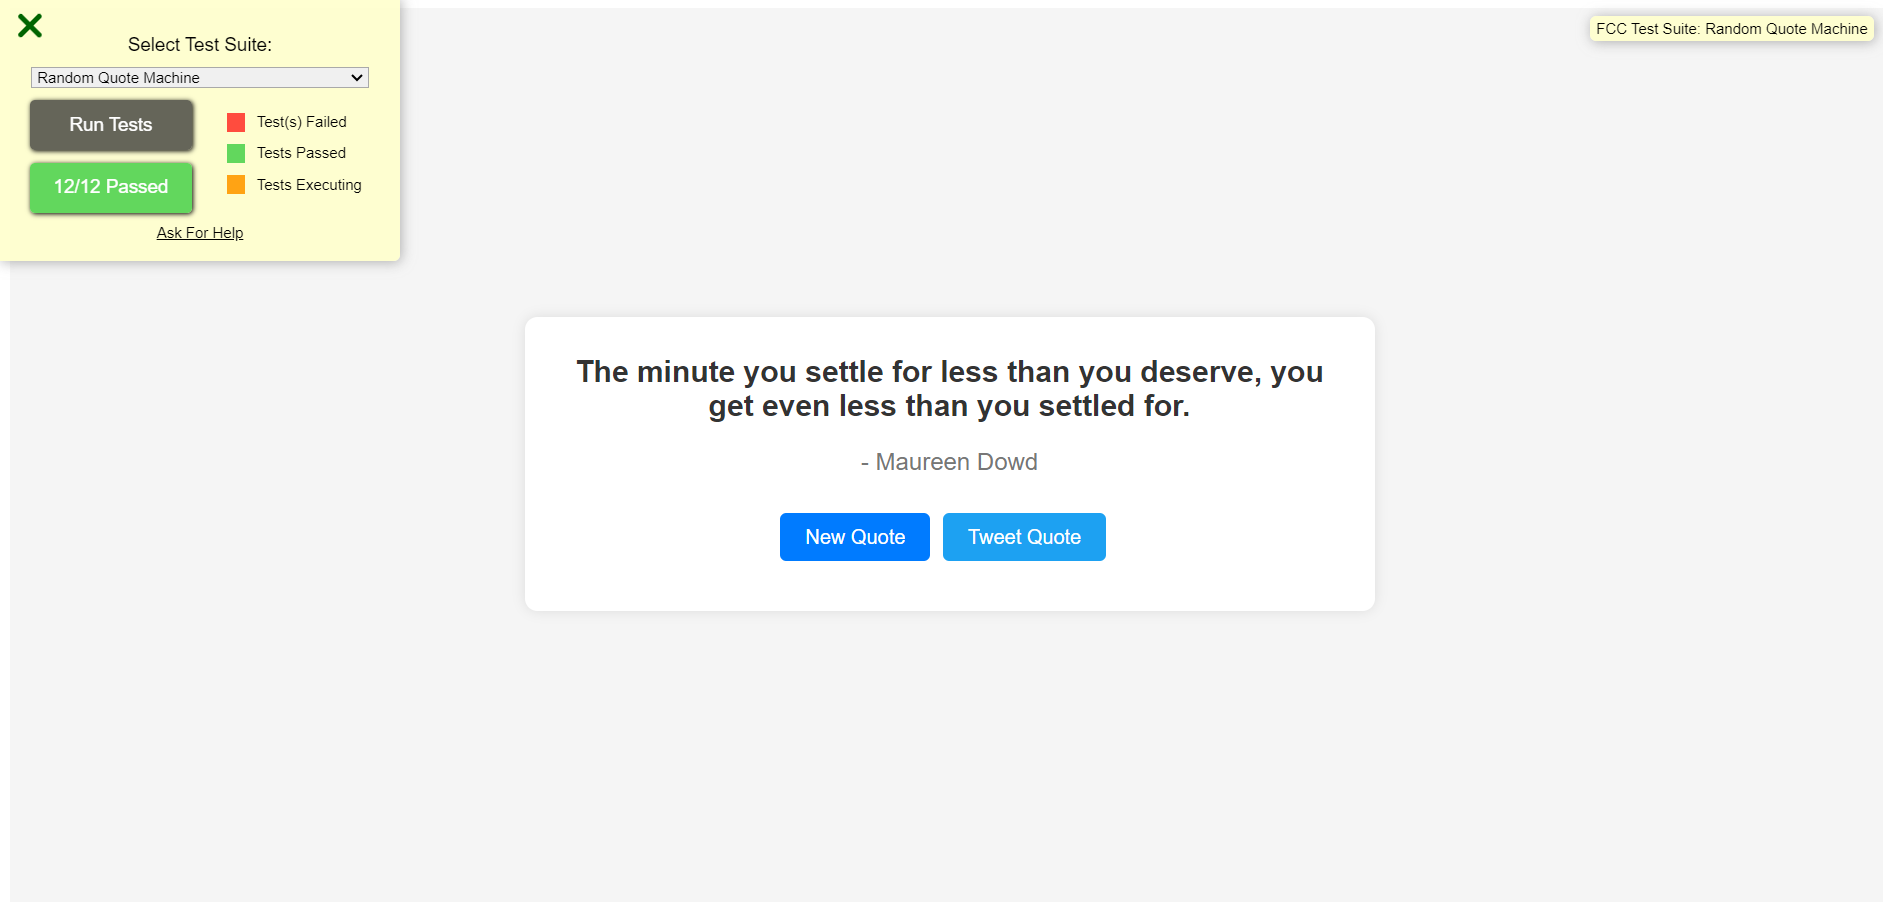 Select Test Suite:
Random Quote Machine
Run Tests
12/12 Passed
Test(s) Failed
Tests Passed
Tests Executing
Ask For Help
FCC Test Suite: Random Quote Machine
The minute you settle for less than you deserve, you
get even less than you settled for.
- Maureen Dowd
New Quote
Tweet Quote